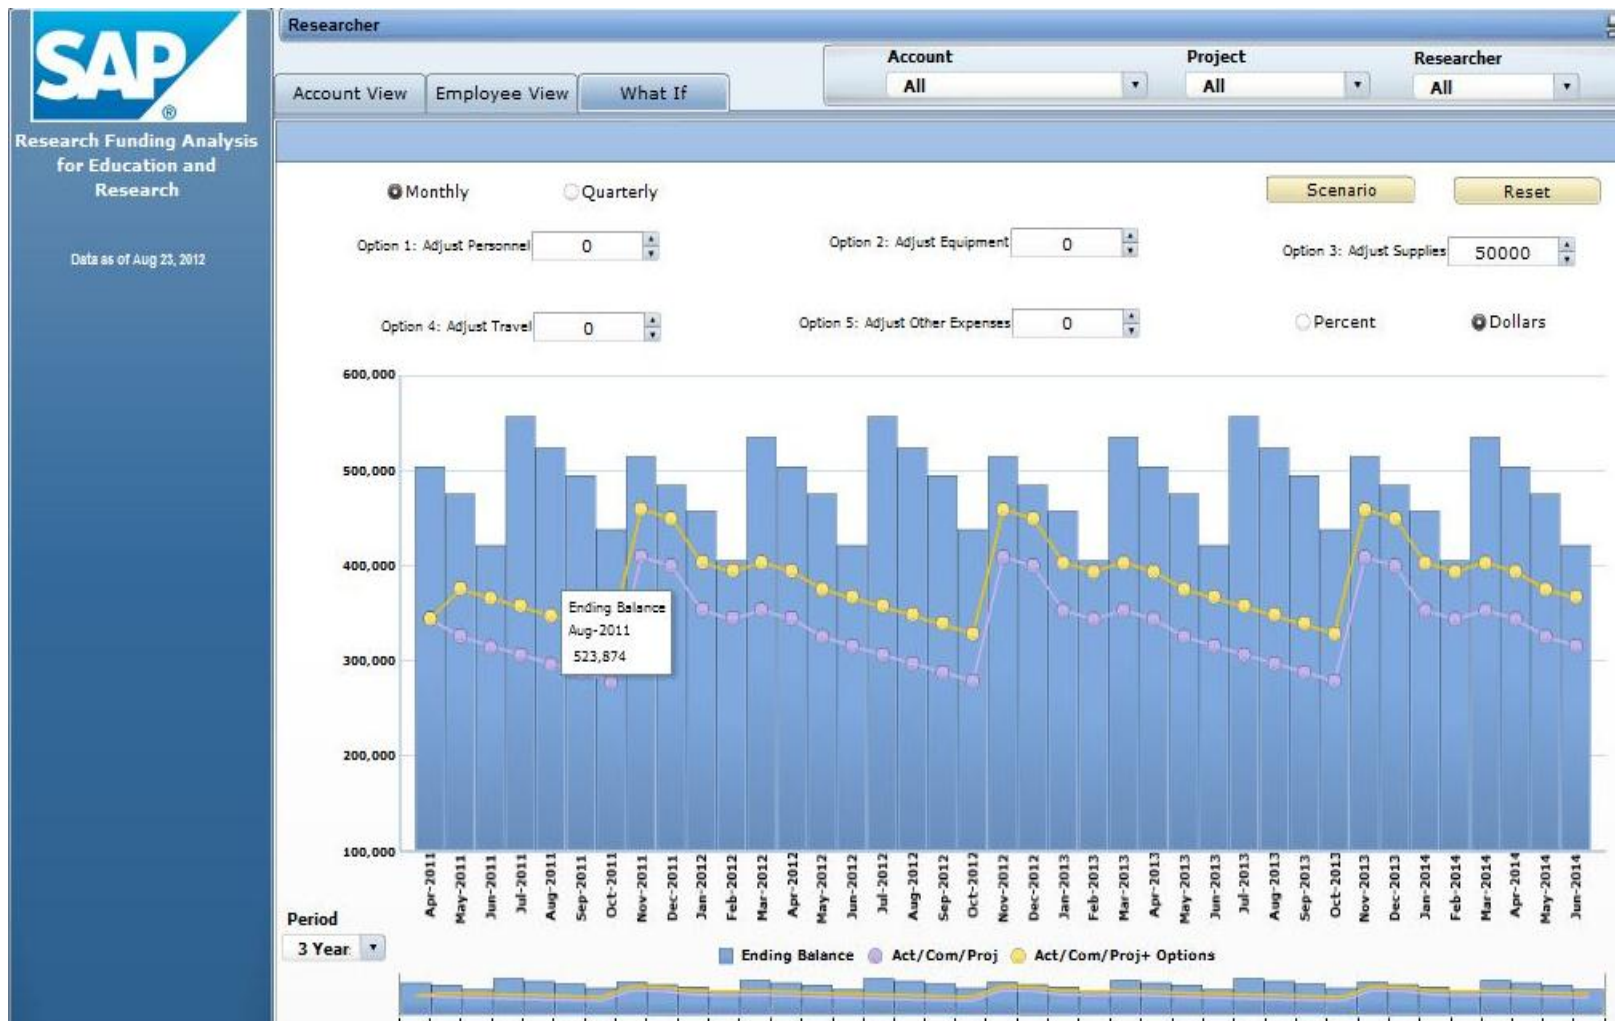 SAP
®
Research Funding Analysis
for Education and
Research
Data as of Aug 23, 2012
Researcher
Account View
Employee View
What If
Account
All
Project
All
Researcher
All
Monthly
Quarterly
Scenario
Reset
Option 1: Adjust Personnel 0
Option 2: Adjust Equipment 0
Option 3: Adjust Supplies 50000
Option 4: Adjust Travel 0
Option 5: Adjust Other Expenses 0
Percent
Dollars
600,000
500,000
400,000
300,000
200,000
100,000
Ending Balance
Aug-2011
523,874
Apr-2011
May-2011
Jun-2011
Jul-2011
Aug-2011
Sep-2011
Oct-2011
Nov-2011
Dec-2011
Jan-2012
Feb-2012
Mar-2012
Apr-2012
May-2012
Jun-2012
Jul-2012
Aug-2012
Sep-2012
Oct-2012
Nov-2012
Dec-2012
Jan-2013
Feb-2013
Mar-2013
Apr-2013
May-2013
Jun-2013
Jul-2013
Aug-2013
Sep-2013
Oct-2013
Nov-2013
Dec-2013
Jan-2014
Feb-2014
Mar-2014
Apr-2014
May-2014
Jun-2014
Period
3 Year
Ending Balance
Act/Com/Proj
Act/Com/Proj+ Options